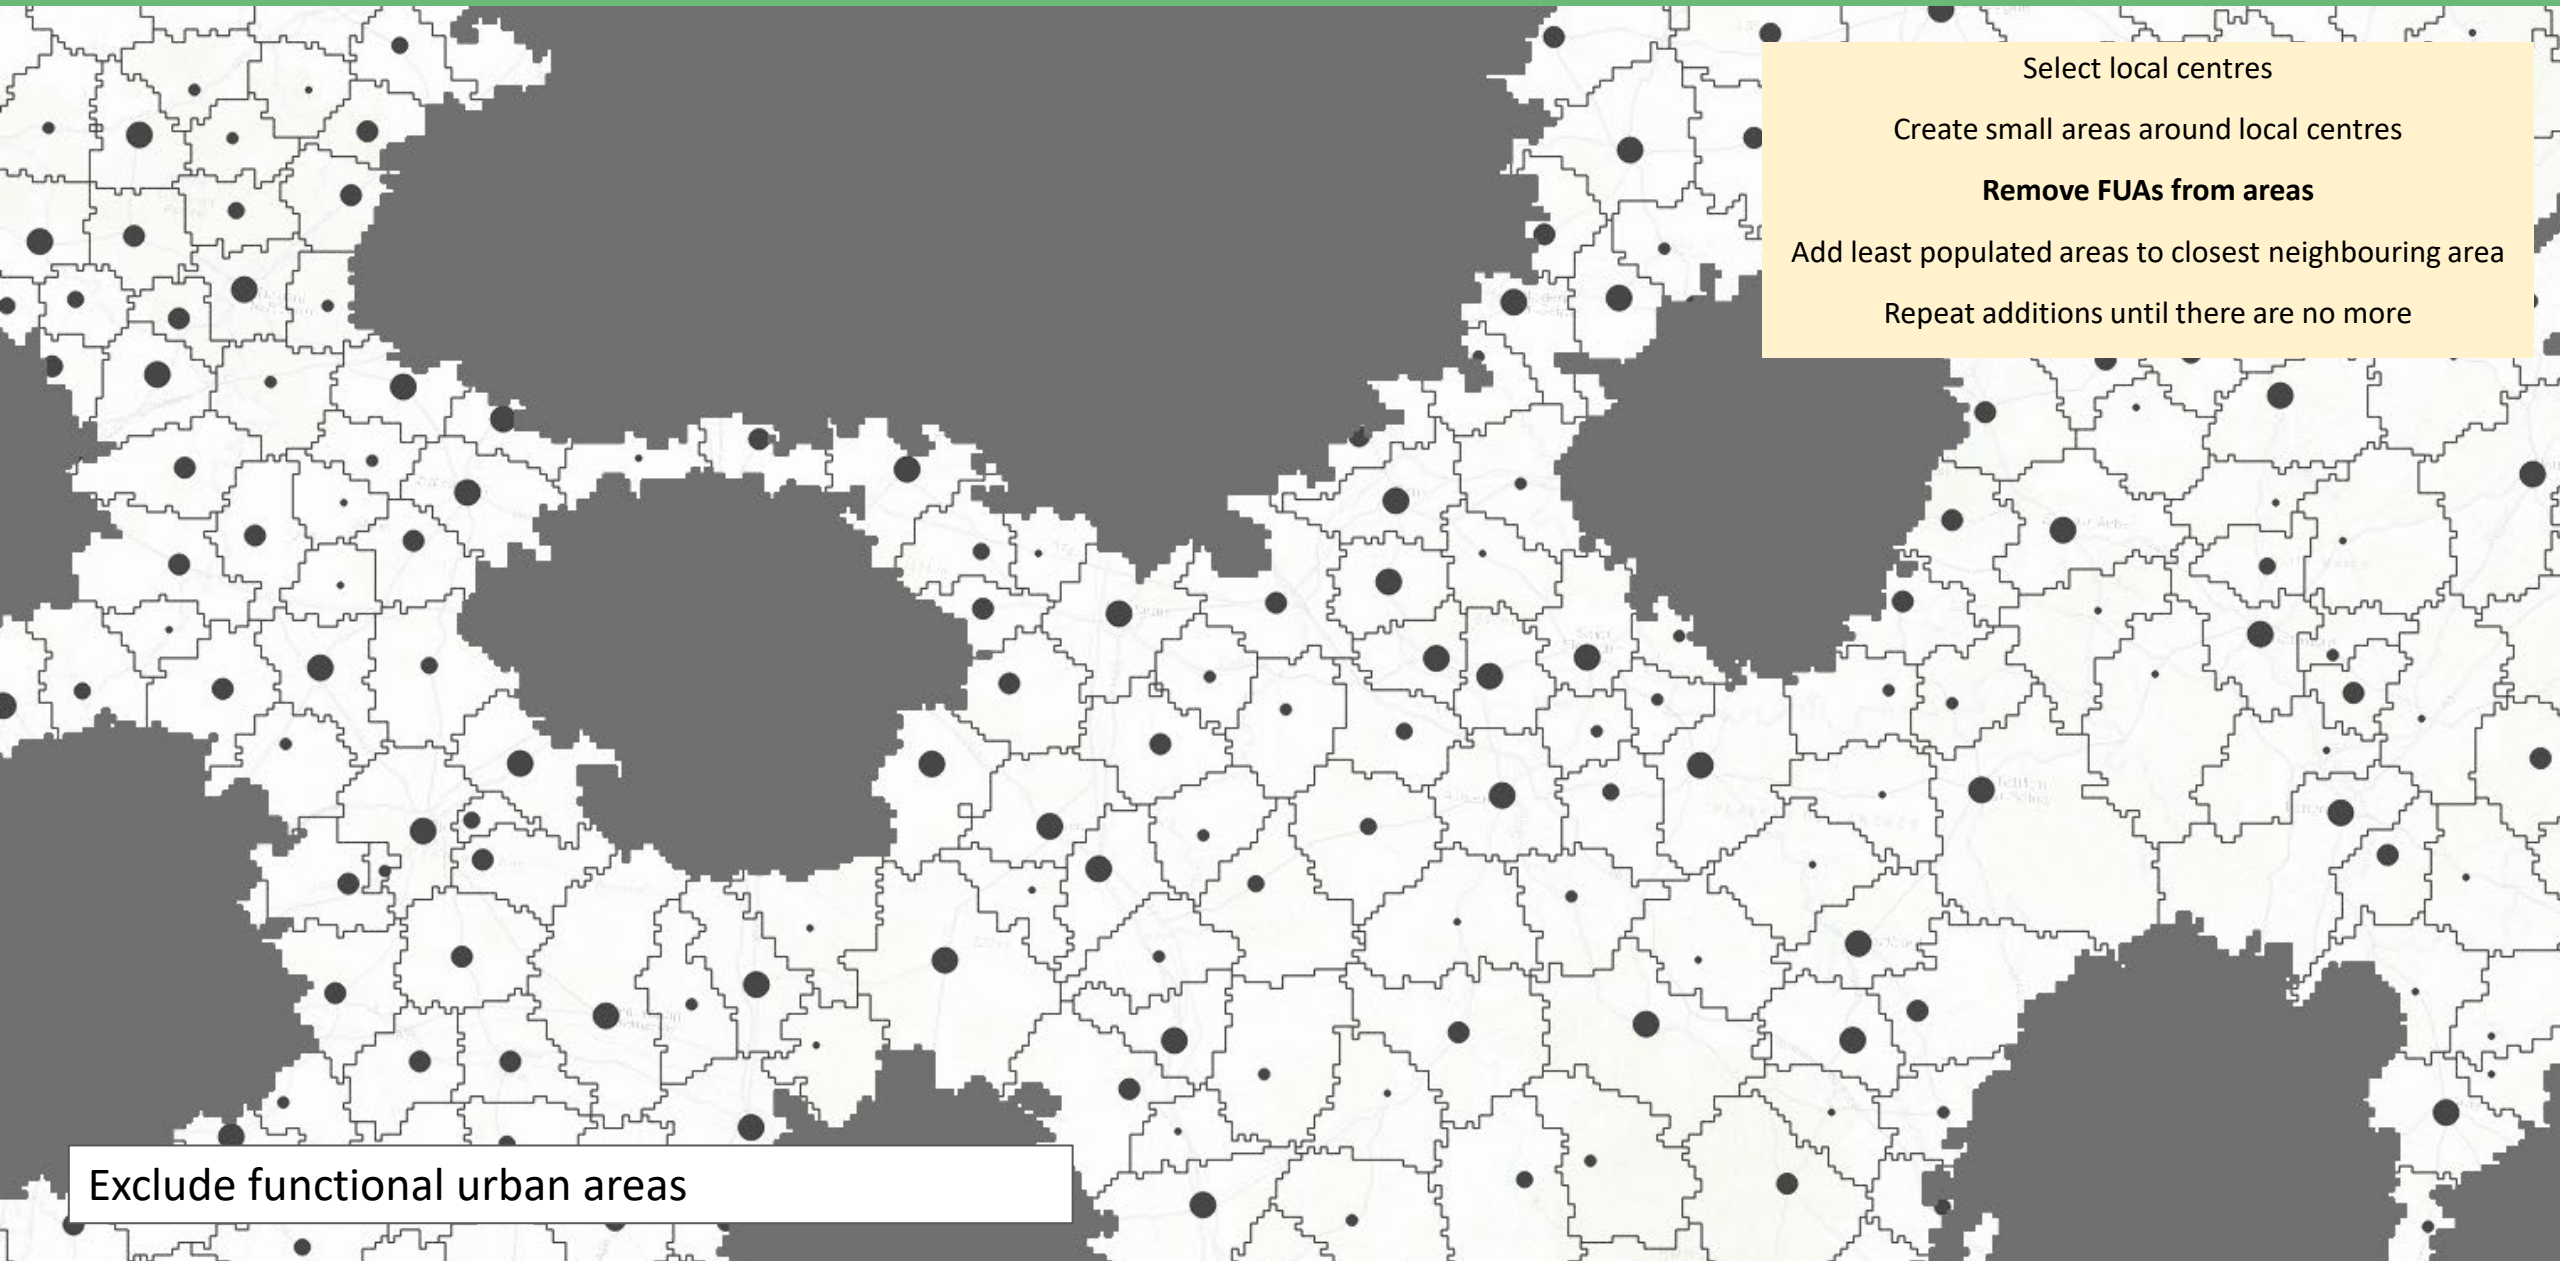 Select local centres
Create small areas around local centres
Remove FUAs from areas
Add least populated areas to closest neighbouring area
Repeat additions until there are no more
Exclude functional urban areas